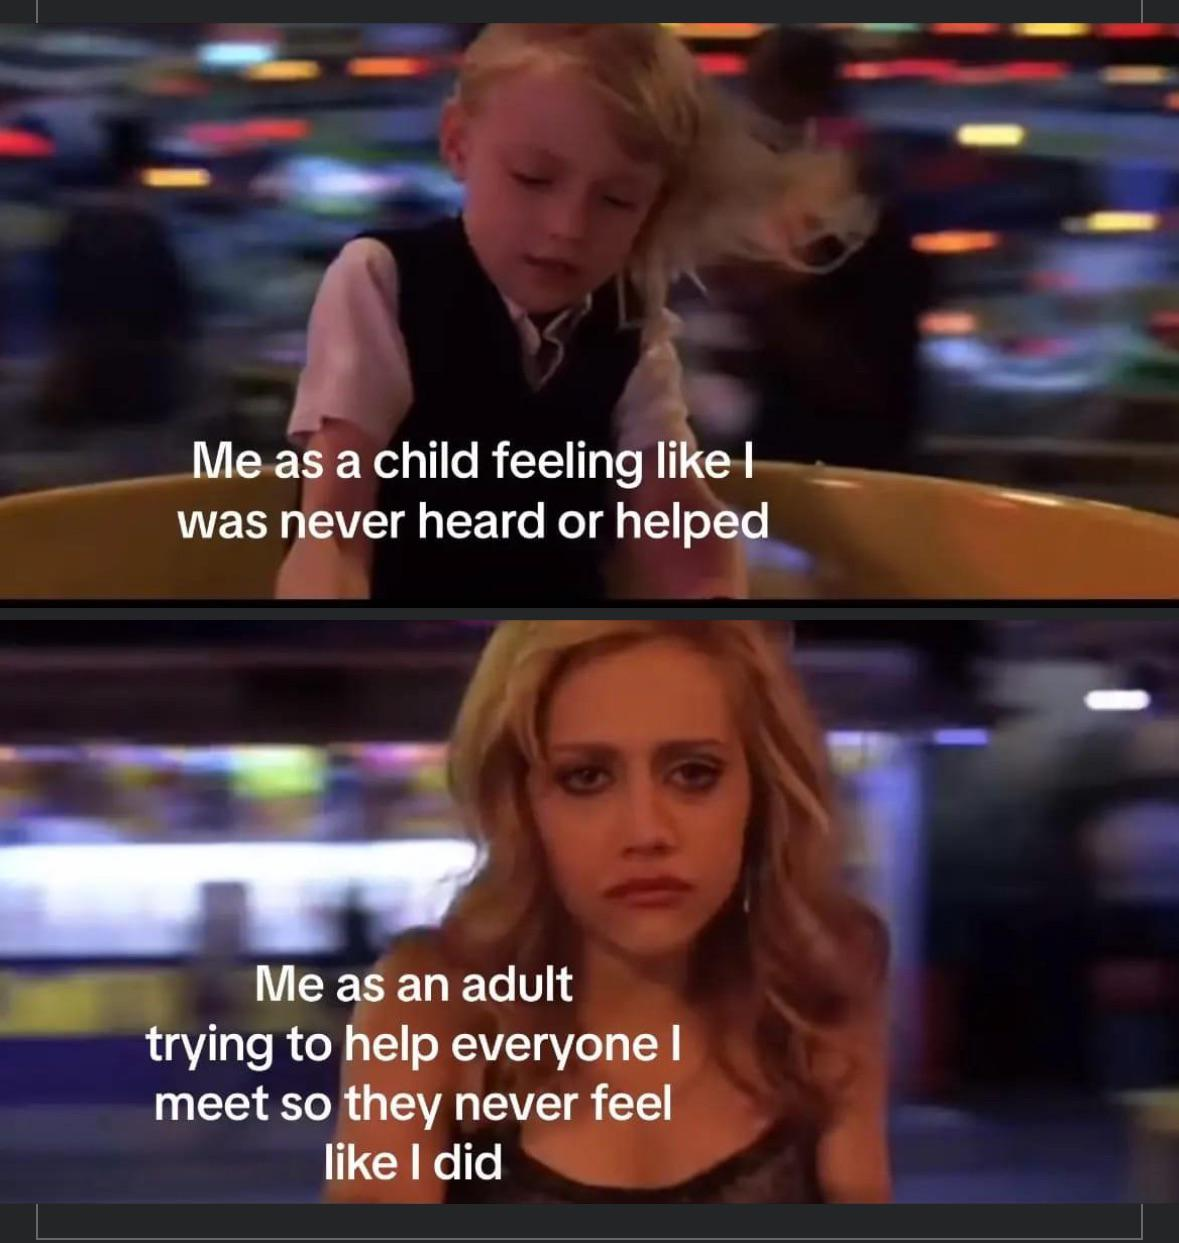 Me as a child feeling like I
was never heard or helped
Me as an adult
trying to help everyone I
meet so they never feel
like I did